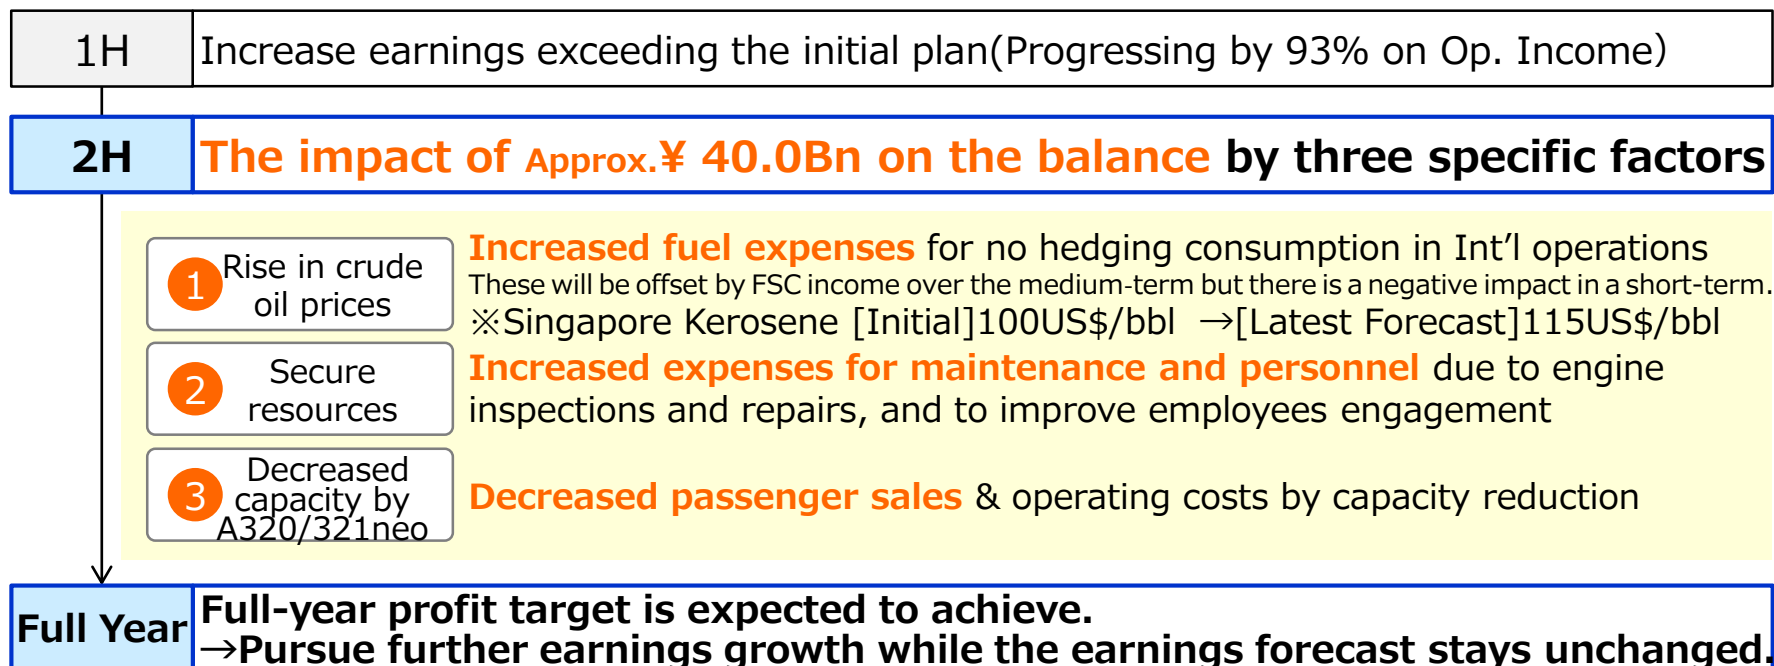 1H
Increase earnings exceeding the initial plan(Progressing by 93% on Op. Income）
2H
The impact of Approx.¥ 40.0Bn on the balance by three specific factors
1
Rise in crude
oil prices
Increased fuel expenses for no hedging consumption in Int’l operations
These will be offset by FSC income over the medium-term but there is a negative impact in a short-term.
※Singapore Kerosene [Initial]100US$/bbl →[Latest Forecast]115US$/bbl
2
Secure
resources
Increased expenses for maintenance and personnel due to engine
inspections and repairs, and to improve employees engagement
3
Decreased
capacity by
A320/321neo
Decreased passenger sales & operating costs by capacity reduction
Full Year
Full-year profit target is expected to achieve.
→Pursue further earnings growth while the earnings forecast stays unchanged.